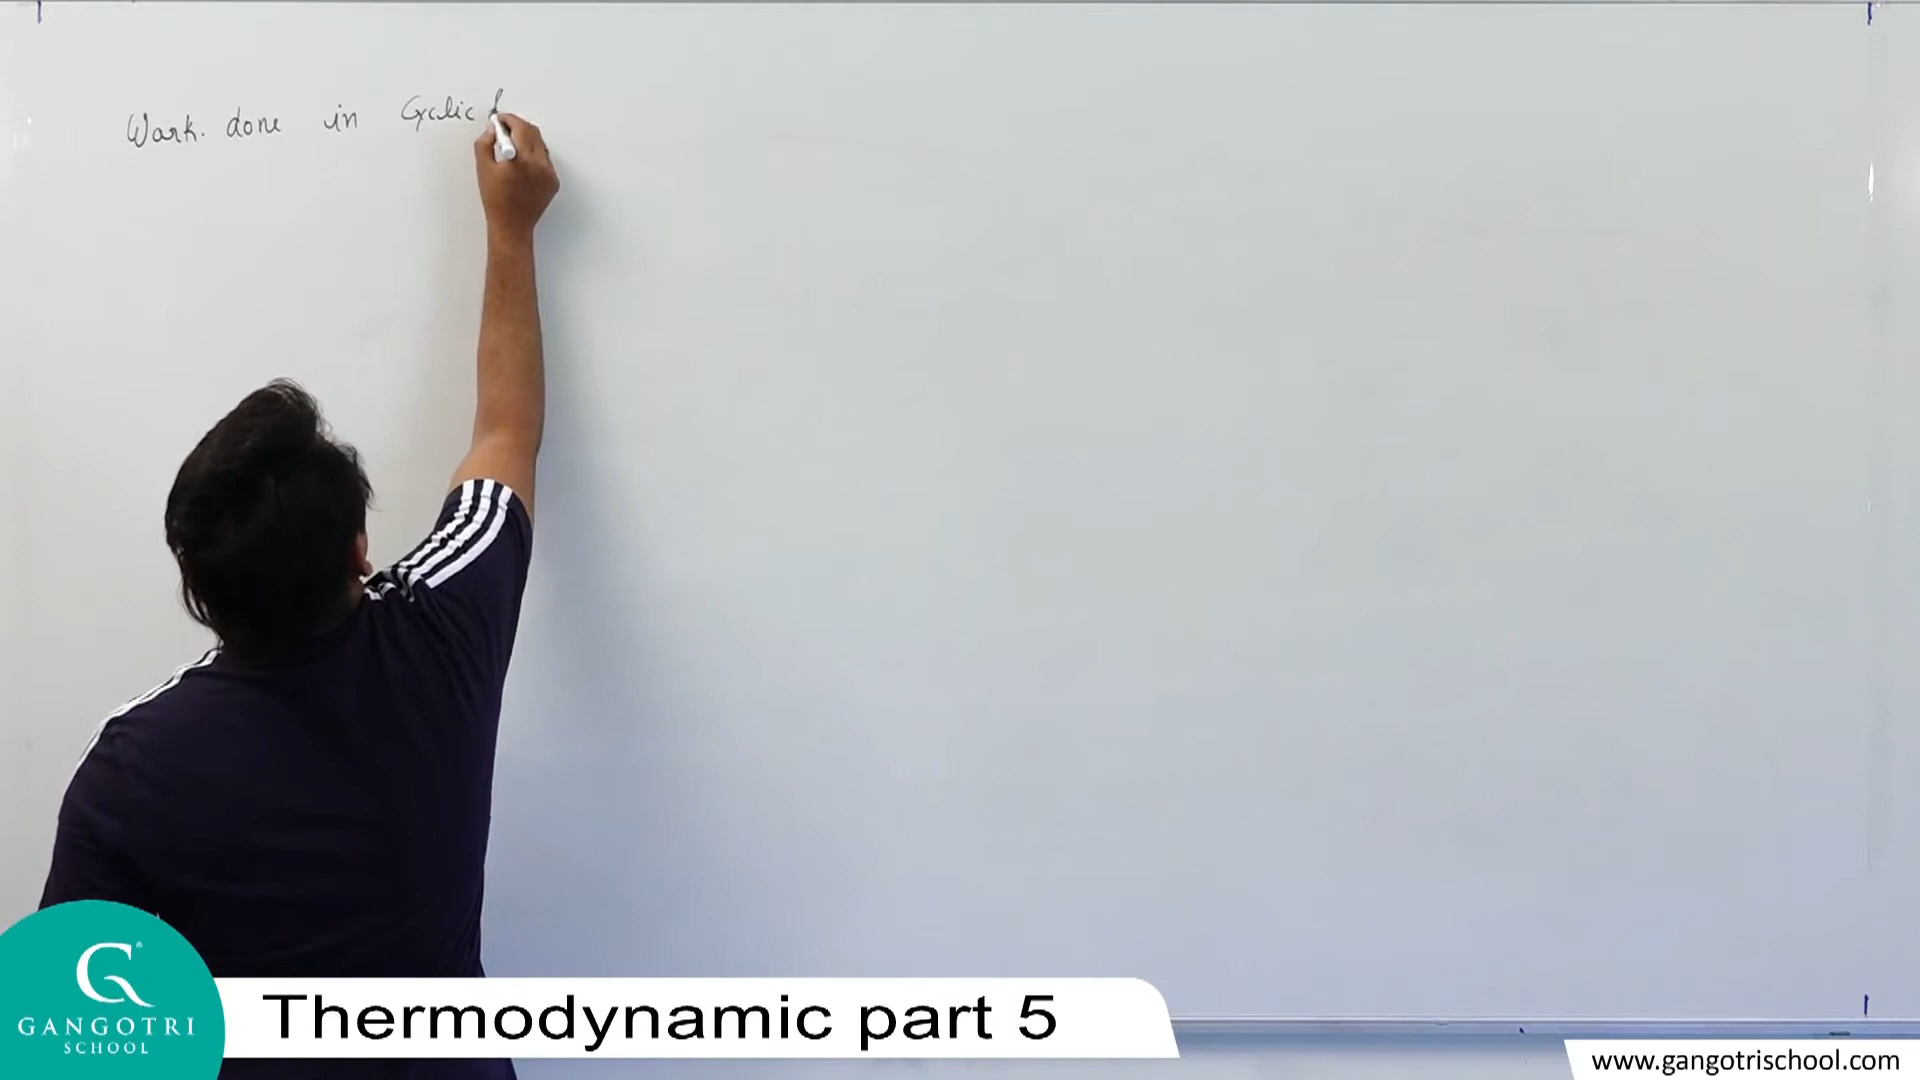 Work. done in Cyclic
G
GANGOTRI
SCHOOL
Thermodynamic part 5
www.gangotrischool.com